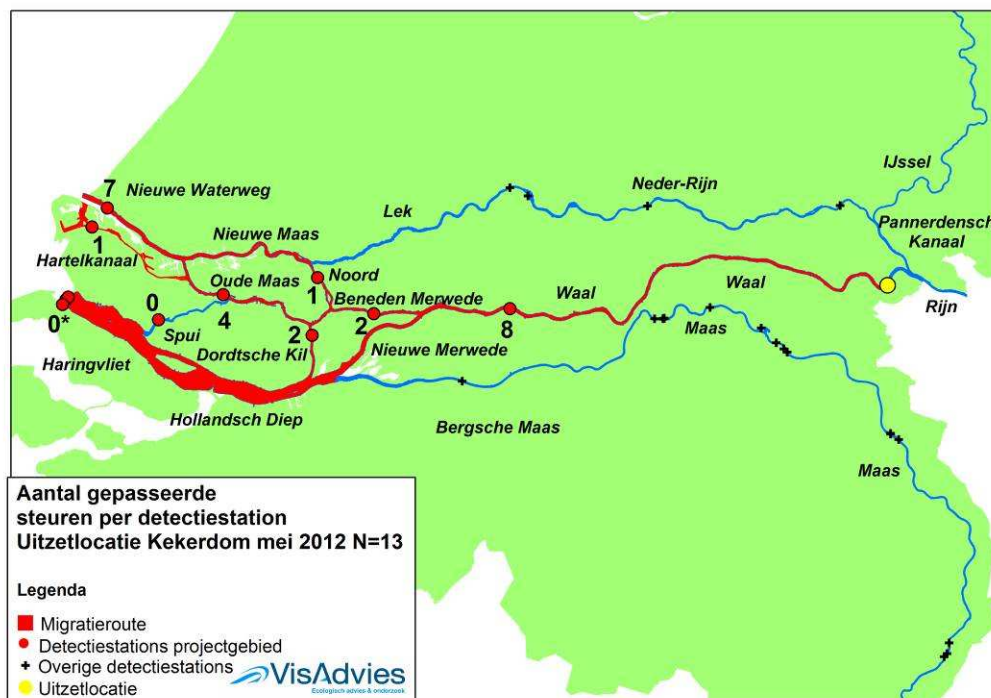 IJssel
7
Nieuwe Waterweg
Neder-Rijn
Lek
Pannerdensch
Kanaal
1
Nieuwe Maas
Hartelkanaal
Oude Maas
Noord
1
Rijn
0
Beneden Merwede
Waal
Waal
0*
Spui
4
2
2
8
Maas
Dordtsche Kil
Nieuwe Merwede
Haringvliet
Hollandsch Diep
Bergsche Maas
Maas
Aantal gepasseerde
steuren per detectiestation
Uitzetlocatie Kekerdom mei 2012 N=13
Legenda
Migratieroute
Detectiestations projectgebied
Overige detectiestations
Uitzetlocatie
VisAdvies
Ecologisch advies & onderzoek